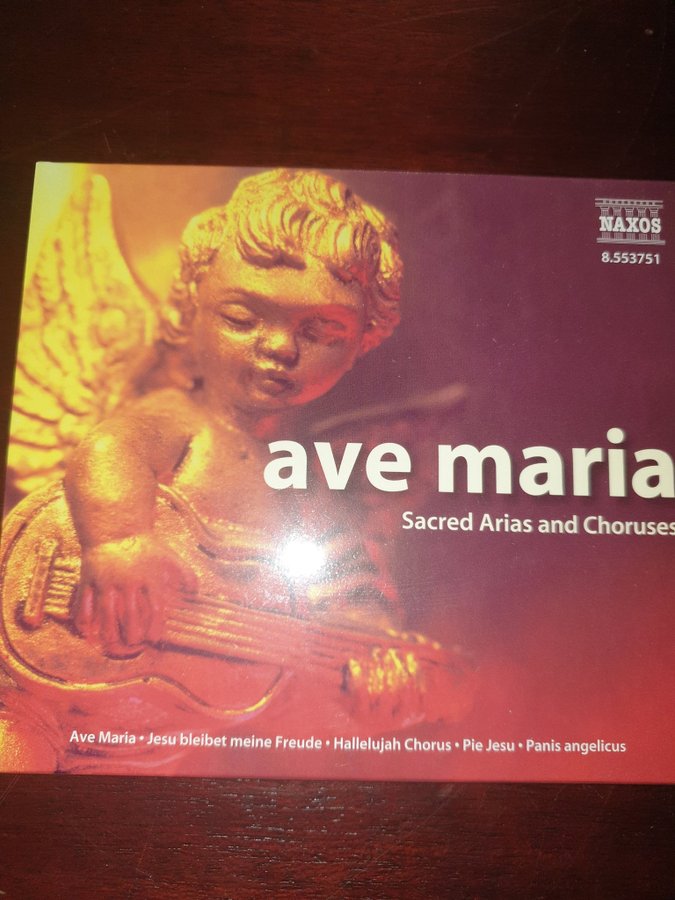 NAXOS
8.553751
ave maria
Sacred Arias and Choruses
Ave Maria • Jesu bleibet meine Freude • Hallelujah Chorus • Pie Jesu • Panis angelicus